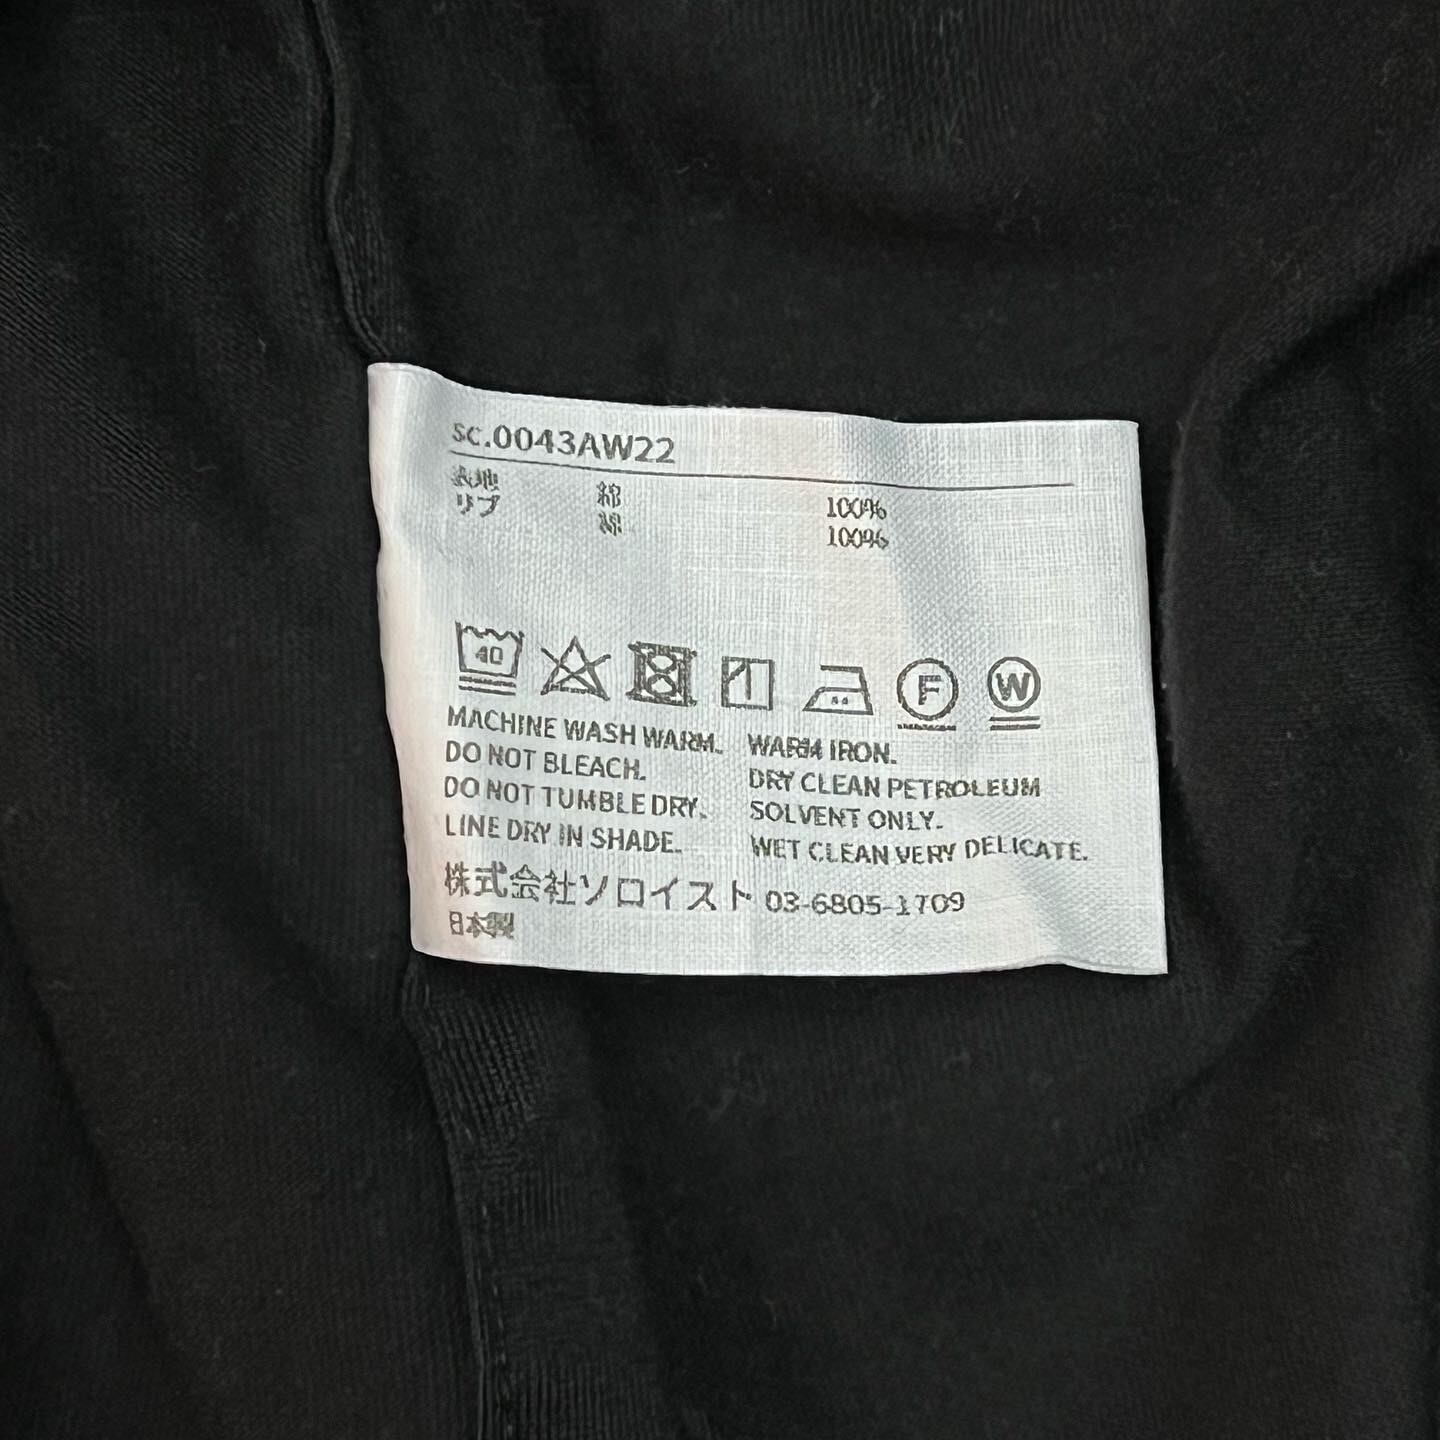 sc.0043AW22
表地 綿 100%
リブ 綿 100%
40
F
W
MACHINE WASH WARM.
DO NOT BLEACH.
DO NOT TUMBLE DRY.
LINE DRY IN SHADE.
WARM IRON.
DRY CLEAN PETROLEUM
SOLVENT ONLY.
WET CLEAN VERY DELICATE.
株式会社ソロイスト 03-6805-1709
日本製